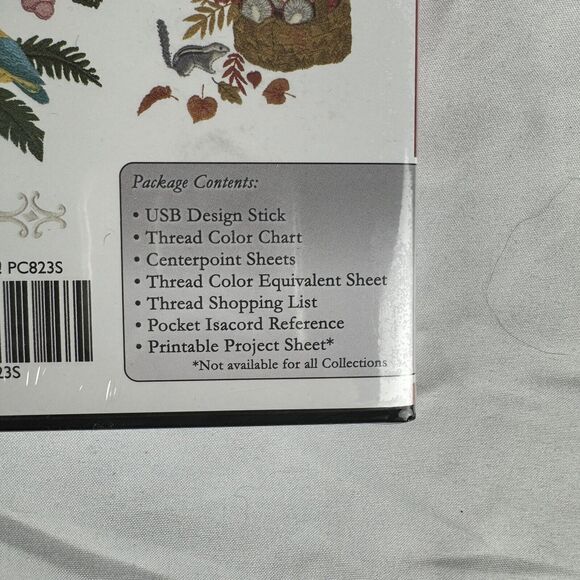 Package Contents:
• USB Design Stick
• Thread Color Chart
• Centerpoint Sheets
• Thread Color Equivalent Sheet
• Thread Shopping List
• Pocket Isacord Reference
• Printable Project Sheet*
*Not available for all Collections
PC823S
23S